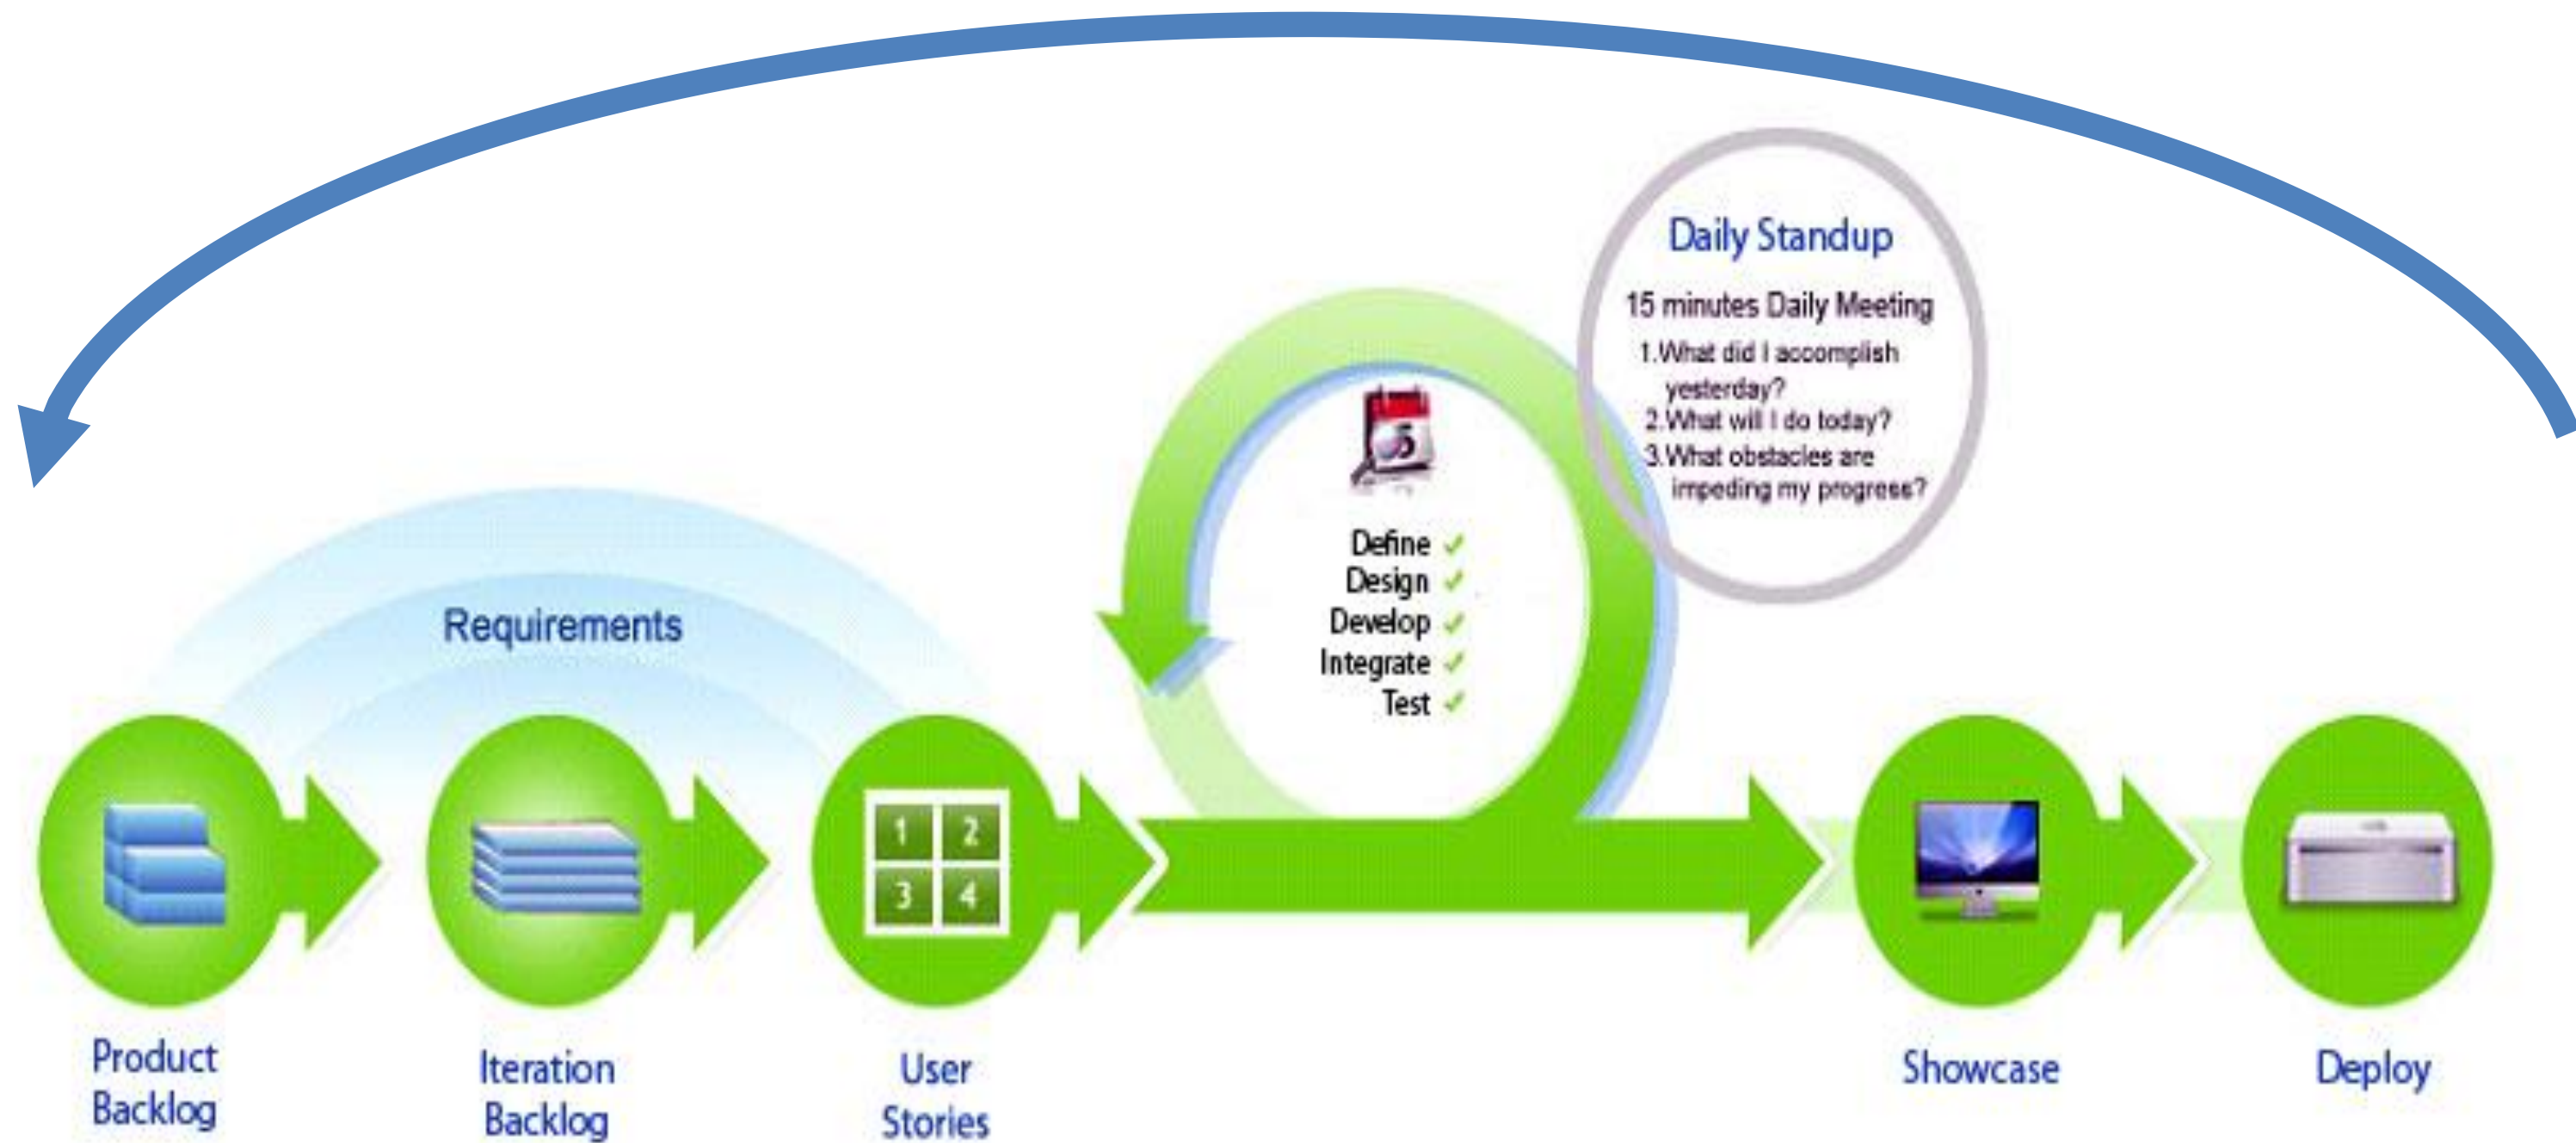 Daily Standup
15 minutes Daily Meeting
1.What did I accomplish
yesterday?
2.What will I do today?
3.What obstacles are
impeding my progress?
Define
Design
Develop
Integrate
Test
Requirements
1 2
3 4
Product
Backlog
Iteration
Backlog
User
Stories
Showcase
Deploy